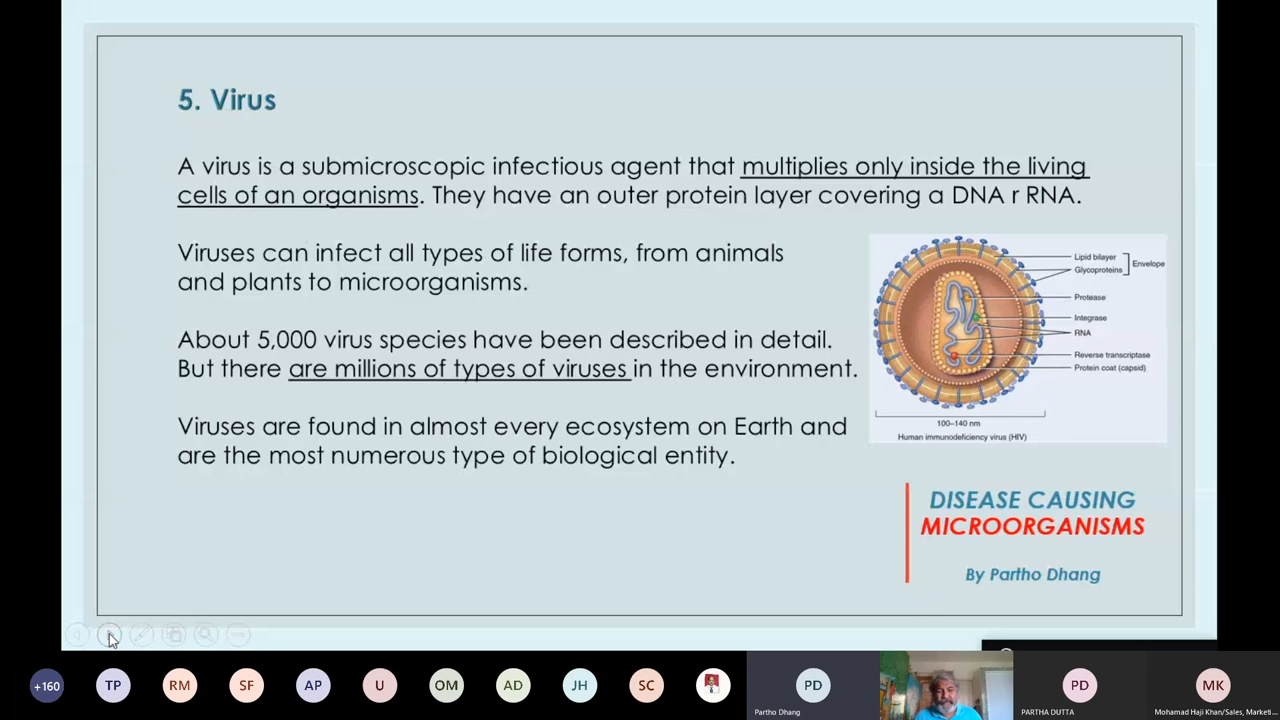 5. Virus
A virus is a submicroscopic infectious agent that multiplies only inside the living
cells of an organisms. They have an outer protein layer covering a DNA r RNA.
Viruses can infect all types of life forms, from animals
and plants to microorganisms.
About 5,000 virus species have been described in detail.
But there are millions of types of viruses in the environment.
Viruses are found in almost every ecosystem on Earth and
are the most numerous type of biological entity.
Lipid bilayer
Glycoproteins
Envelope
Protease
Integrase
RNA
Reverse transcriptase
Protein coat (capsid)
100–140 nm
Human immunodeficiency virus (HIV)
DISEASE CAUSING
MICROORGANISMS
By Partho Dhang
+160
TP
RM
SF
AP
U
OM
AD
JH
SC
PD
Partho Dhang
PD
PARTHA DUTTA
MK
Mohamad Haji Khan/Sales, Marketi...